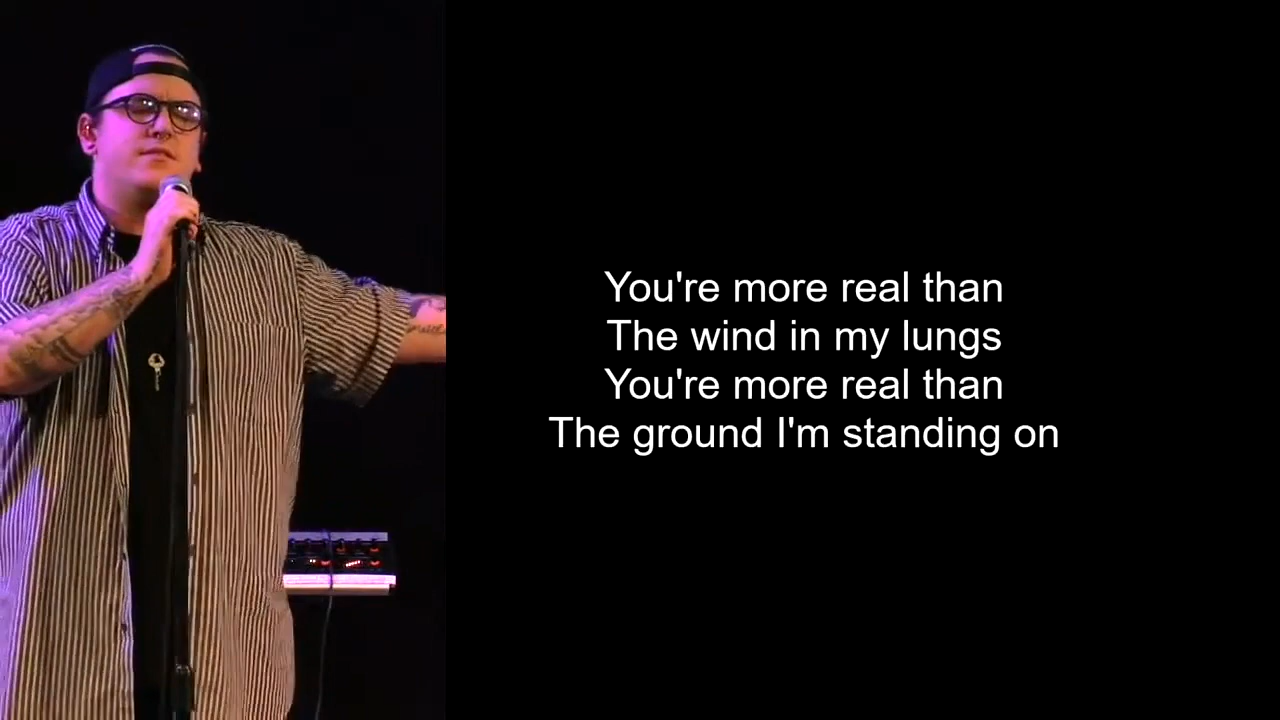 You're more real than
The wind in my lungs
You're more real than
The ground I'm standing on